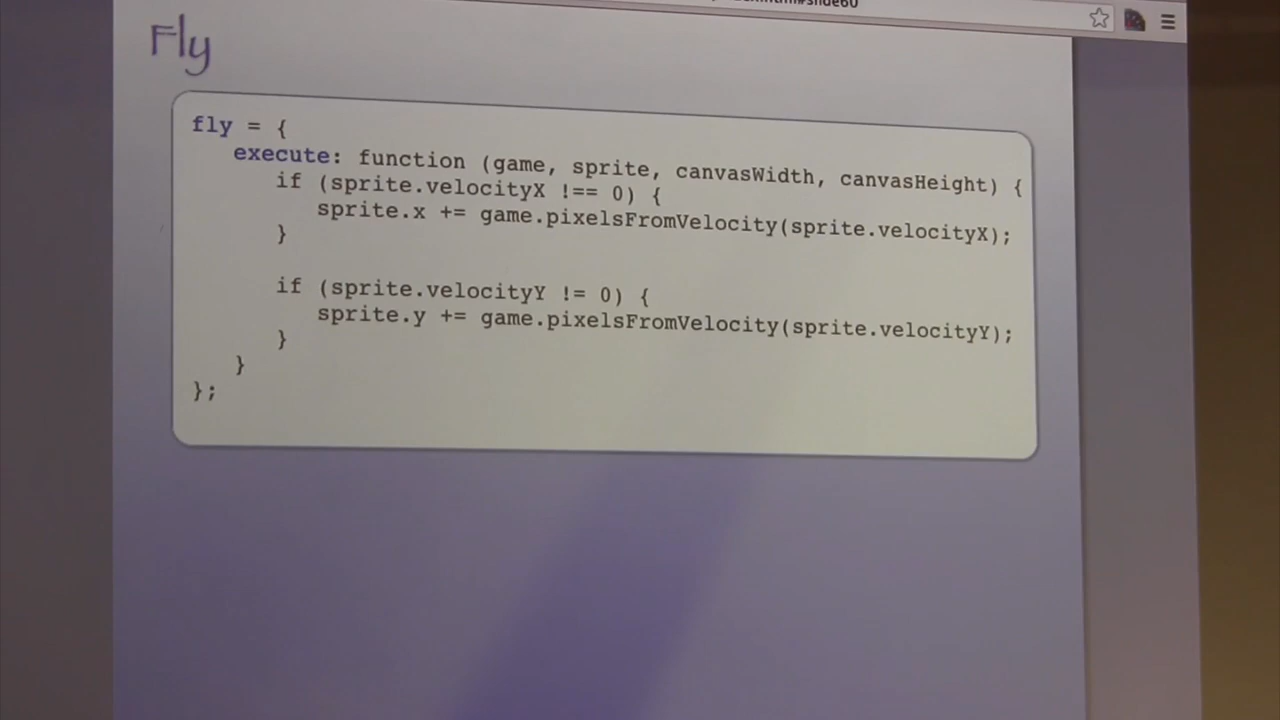 Fly
fly = {
execute: function (game, sprite, canvasWidth, canvasHeight) {
if (sprite.velocityX !== 0) {
sprite.x += game.pixelsFromVelocity(sprite.velocityX);
}
if (sprite.velocityY != 0) {
sprite.y += game.pixelsFromVelocity(sprite.velocityY);
}
}
};